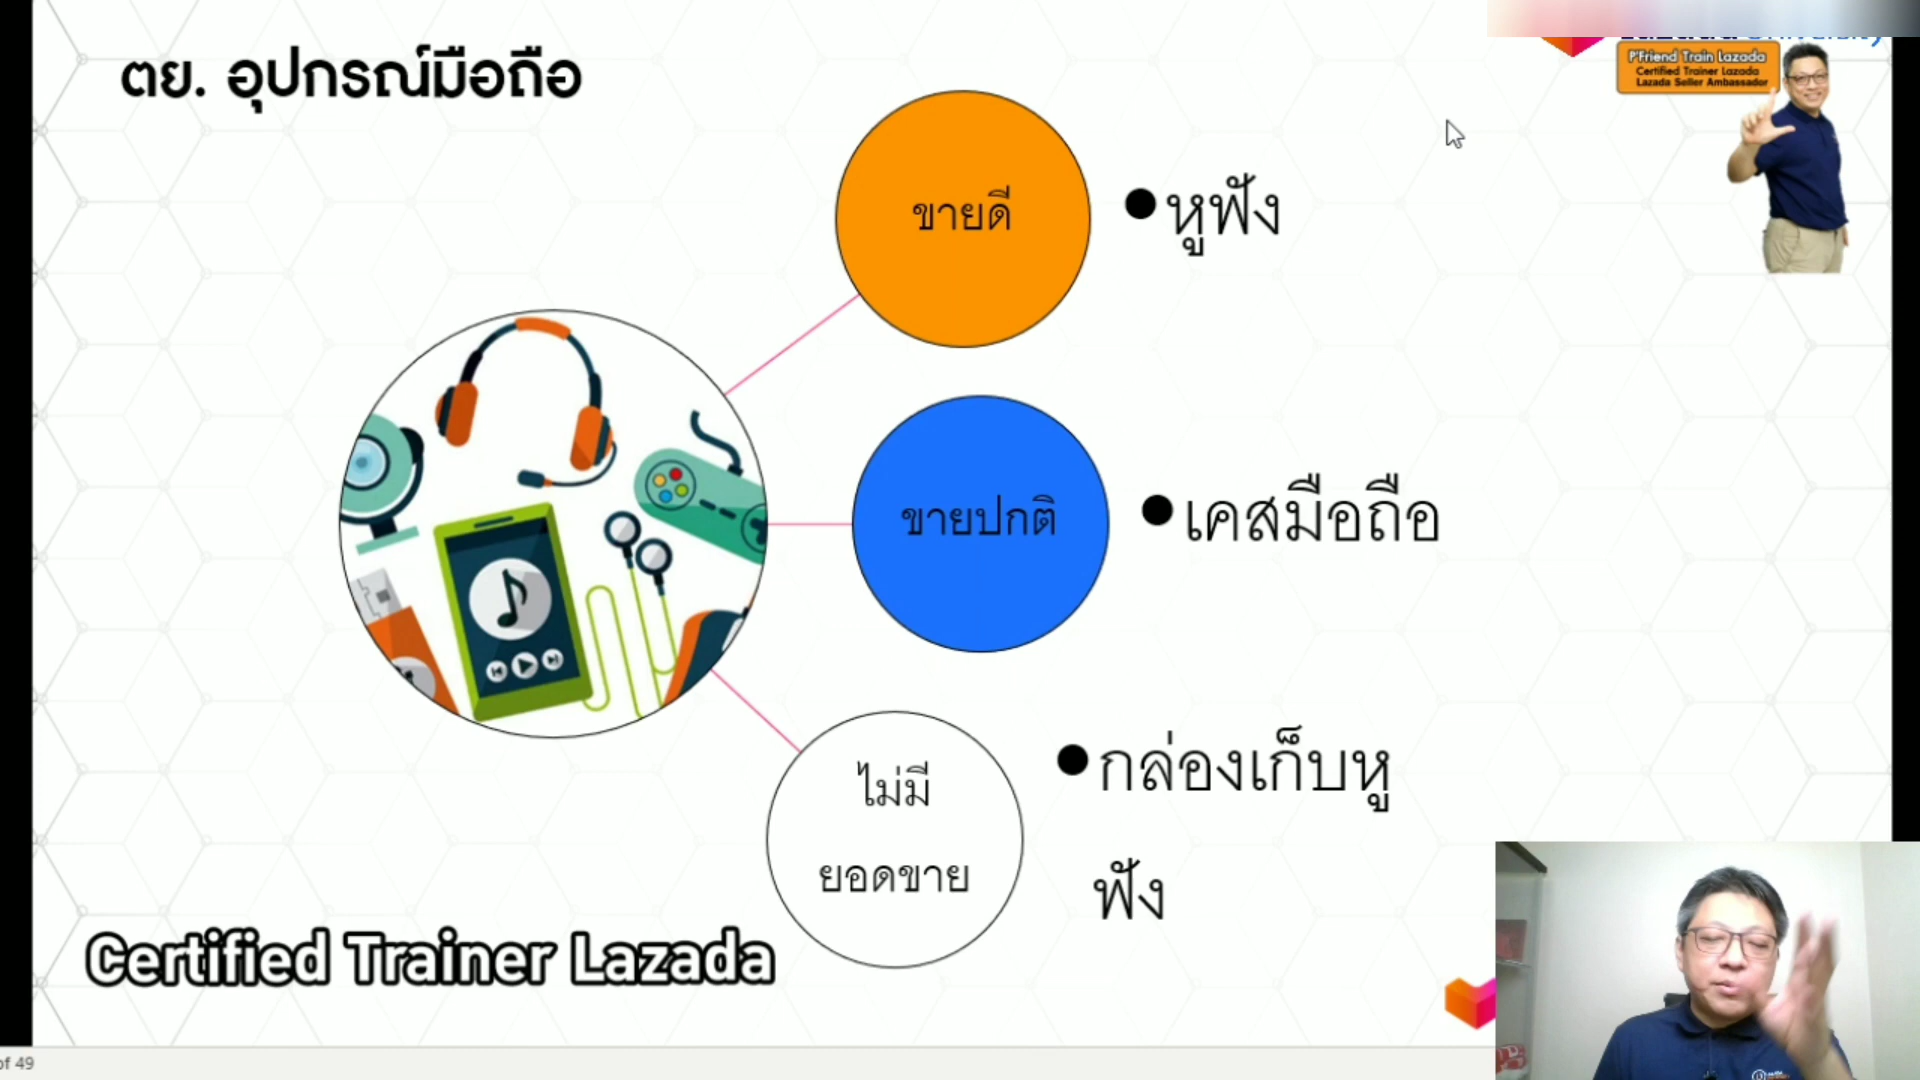 ตย. อุปกรณ์มือถือ
P'Friend Train Lazada
Certified Trainer Lazada
Lazada Seller Ambassador
ขายดี
•หูฟัง
ขายปกติ
•เคสมือถือ
ไม่มี
ยอดขาย
•กล่องเก็บหู
ฟัง
Certified Trainer Lazada
of 49